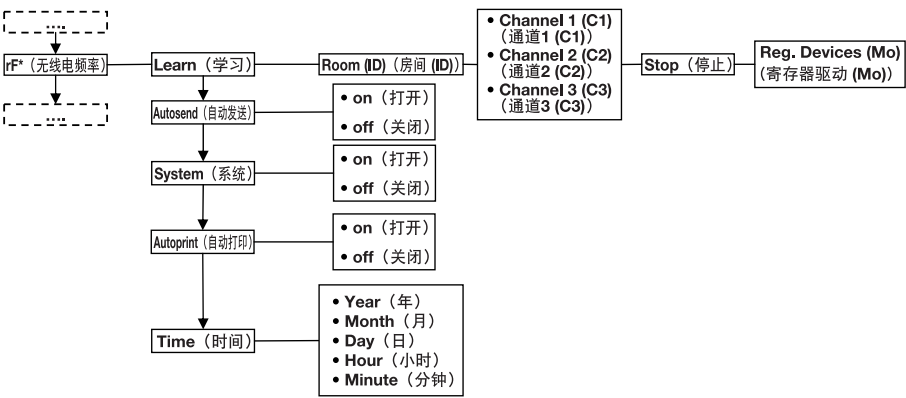 ....
rF*（无线电频率）
....
Learn（学习）
Room (ID)（房间 (ID)）
• Channel 1 (C1)
（通道1 (C1)）
• Channel 2 (C2)
（通道2 (C2)）
• Channel 3 (C3)
（通道3 (C3)）
Stop（停止）
Reg. Devices (Mo)
（寄存器驱动 (Mo)）
Autosend（自动发送）
• on（打开）
• off（关闭）
System（系统）
• on（打开）
• off（关闭）
Autoprint（自动打印）
• on（打开）
• off（关闭）
Time（时间）
• Year（年）
• Month（月）
• Day（日）
• Hour（小时）
• Minute（分钟）